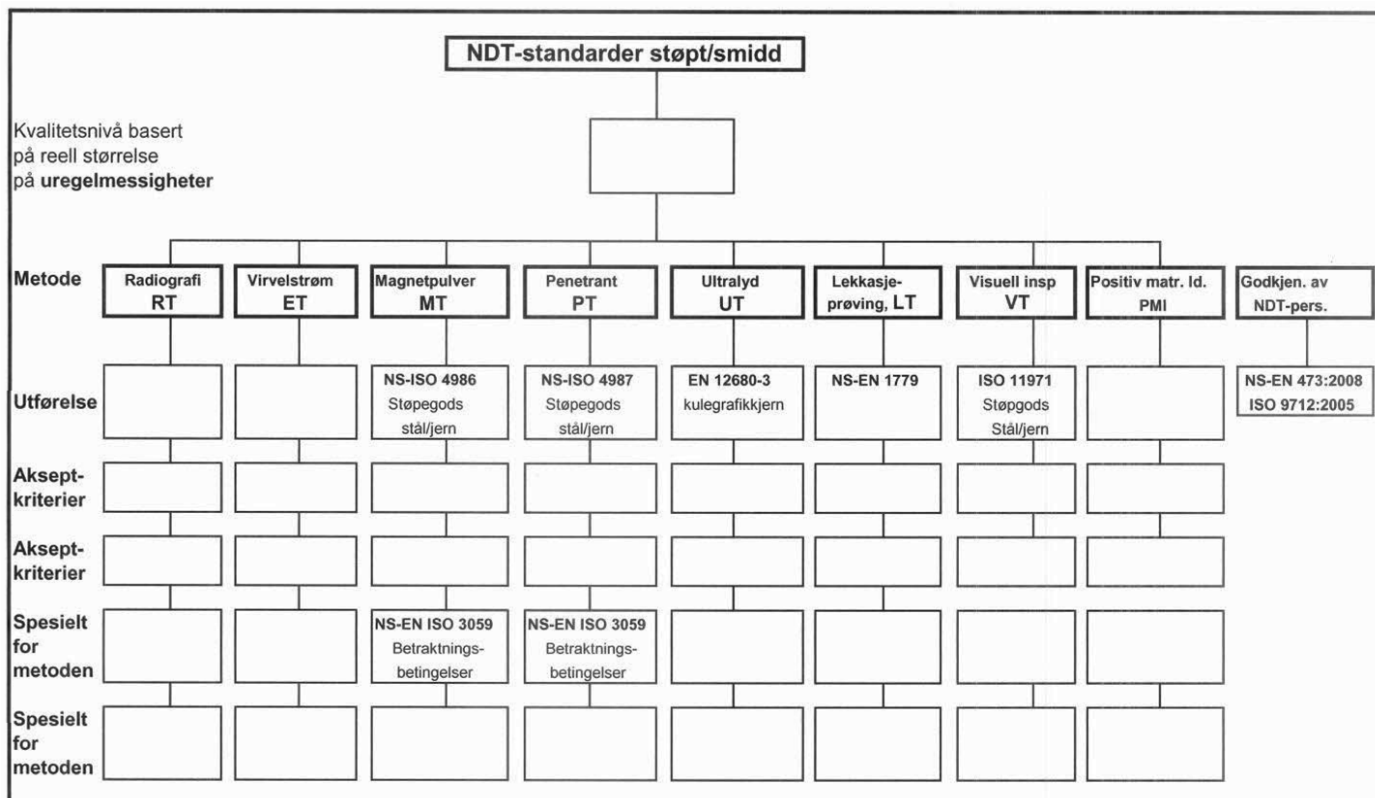 NDT-standarder støpt/smidd
Kvalitetsnivå basert
på reell størrelse
på uregelmessigheter
Metode
Radiografi
RT
Virvelstrøm
ET
Magnetpulver
MT
Penetrant
PT
Ultralyd
UT
Lekkasje-
prøving, LT
Visuell insp
VT
Positiv matr. Id.
PMI
Godkjen. av
NDT-pers.
Utførelse
NS-ISO 4986
Støpegods
stål/jern
NS-ISO 4987
Støpegods
stål/jern
EN 12680-3
kulegrafikkjern
NS-EN 1779
ISO 11971
Støpgods
Stål/jern
NS-EN 473:2008
ISO 9712:2005
Aksept-
kriterier
Aksept-
kriterier
Spesielt
for
metoden
NS-EN ISO 3059
Betraktnings-
betingelser
NS-EN ISO 3059
Betraktnings-
betingelser
Spesielt
for
metoden